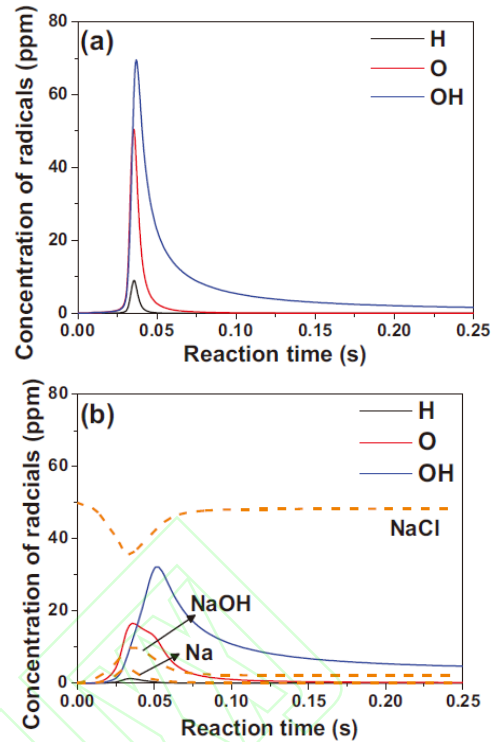 (a)
H
O
OH
Concentration of radicals (ppm)
80
60
40
20
0
0.00 0.05 0.10 0.15 0.20 0.25
Reaction time (s)
(b)
H
O
OH
NaCl
NaOH
Na
Concentration of radcials (ppm)
80
60
40
20
0
0.00 0.05 0.10 0.15 0.20 0.25
Reaction time (s)